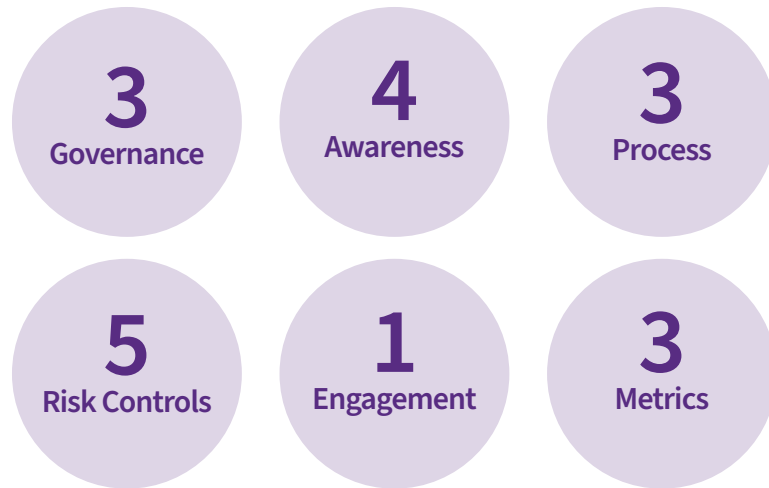 3
Governance
4
Awareness
3
Process
5
Risk Controls
1
Engagement
3
Metrics